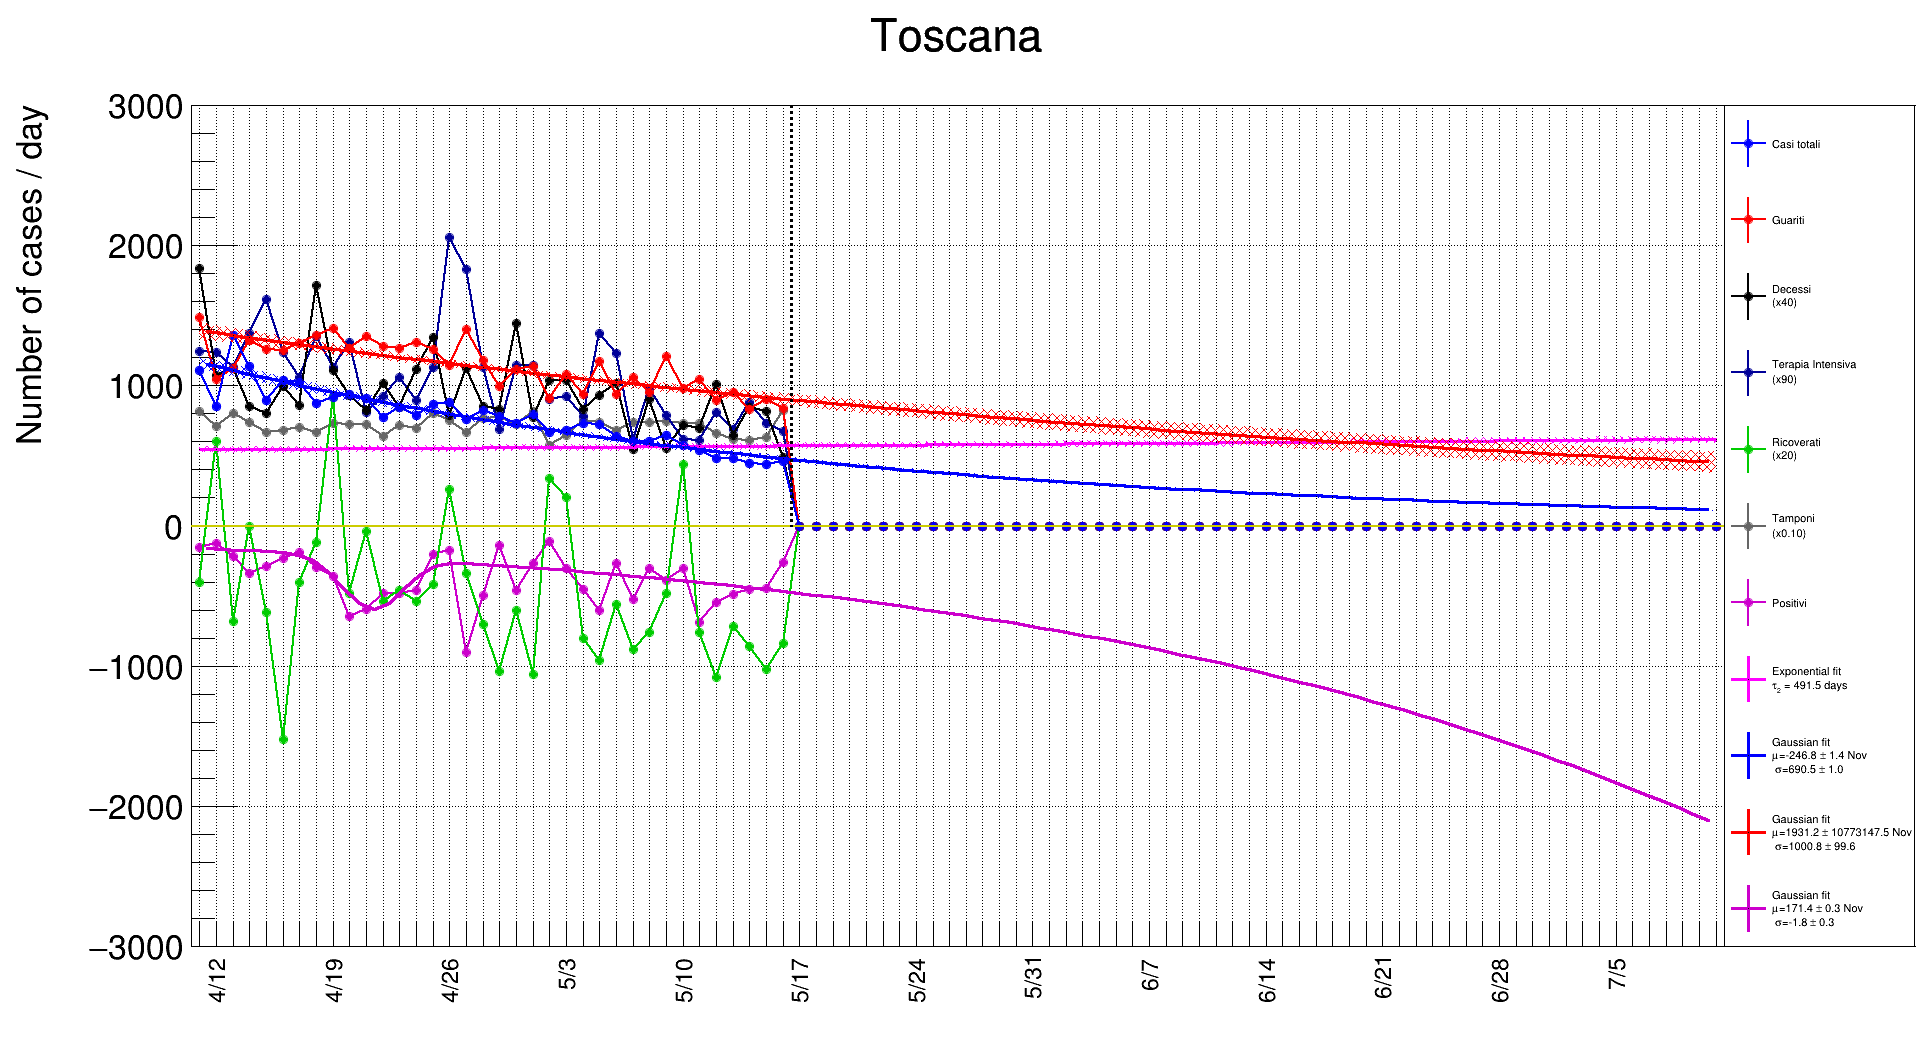 Toscana
Number of cases / day
3000
2000
1000
0
−1000
−2000
−3000
4/12
4/19
4/26
5/3
5/10
5/17
5/24
5/31
6/7
6/14
6/21
6/28
7/5
Casi totali
Guariti
Decessi
(x40)
Terapia Intensiva
(x90)
Ricoverati
(x20)
Tamponi
(x0.10)
Positivi
Exponential fit
τ₂ = 491.5 days
Gaussian fit
μ=-246.8 ± 1.4 Nov
σ=690.5 ± 1.0
Gaussian fit
μ=1931.2 ± 10773147.5 Nov
σ=1000.8 ± 99.6
Gaussian fit
μ=171.4 ± 0.3 Nov
σ=-1.8 ± 0.3